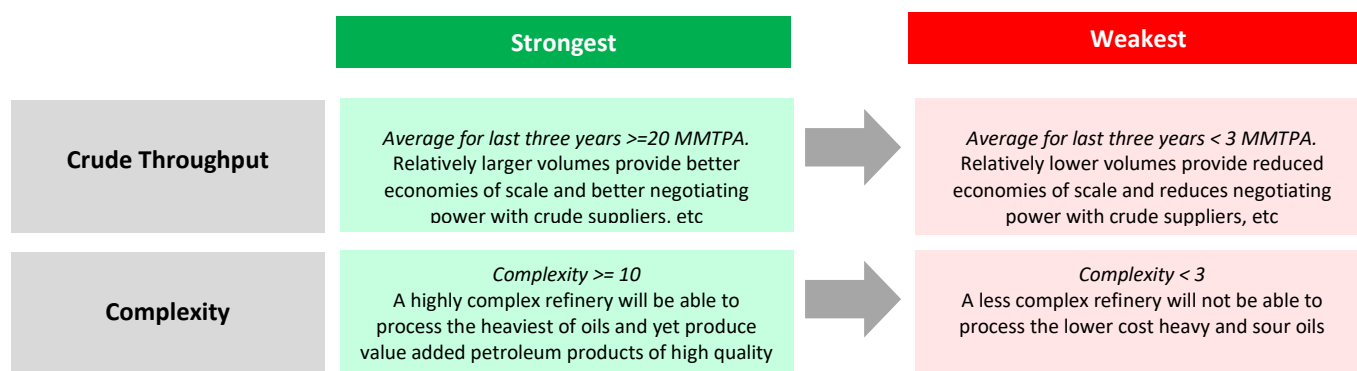 Strongest
Weakest
Crude Throughput
Average for last three years >=20 MMTPA.
Relatively larger volumes provide better
economies of scale and better negotiating
power with crude suppliers, etc
Average for last three years < 3 MMTPA.
Relatively lower volumes provide reduced
economies of scale and reduces negotiating
power with crude suppliers, etc
Complexity
Complexity >= 10
A highly complex refinery will be able to
process the heaviest of oils and yet produce
value added petroleum products of high quality
Complexity < 3
A less complex refinery will not be able to
process the lower cost heavy and sour oils